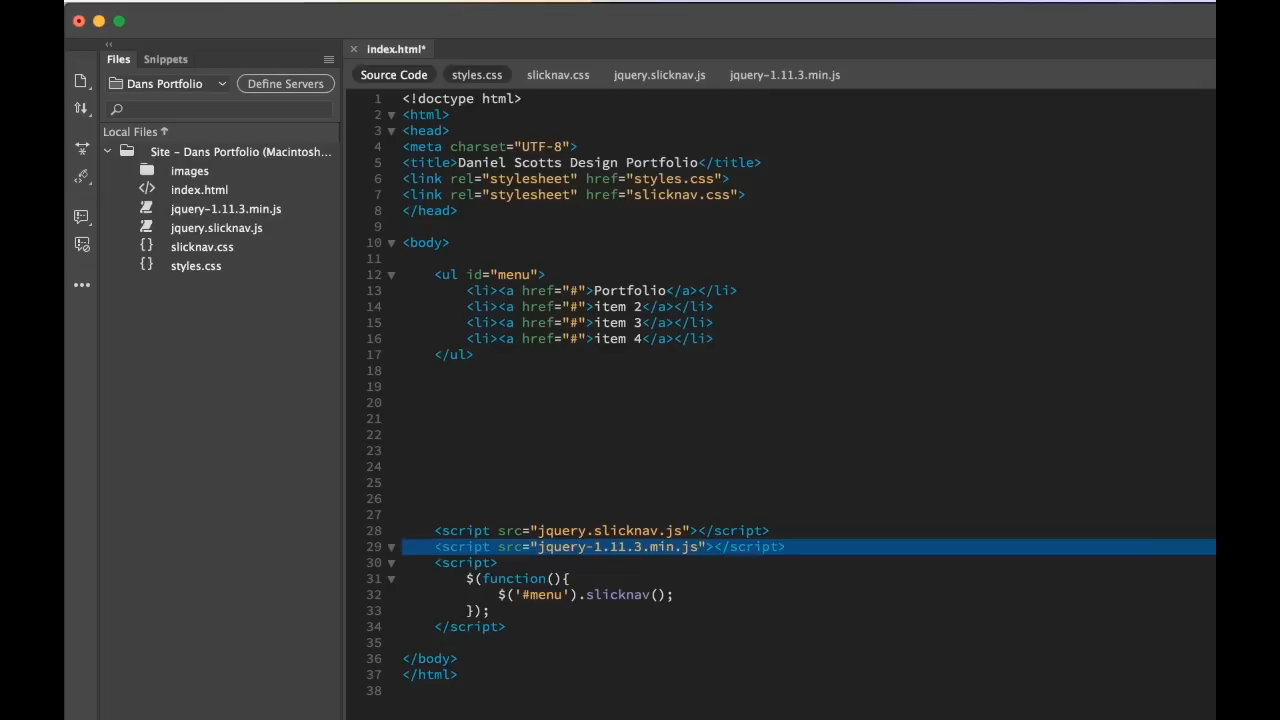 index.html*
Files Snippets
Dans Portfolio Define Servers
Source Code styles.css slicknav.css jquery.slicknav.js jquery-1.11.3.min.js
Local Files↑
Site – Dans Portfolio (Macintosh...
images
index.html
jquery-1.11.3.min.js
jquery.slicknav.js
slicknav.css
styles.css
1 <!doctype html>
2 <html>
3 <head>
4 <meta charset="UTF-8">
5 <title>Daniel Scotts Design Portfolio</title>
6 <link rel="stylesheet" href="styles.css">
7 <link rel="stylesheet" href="slicknav.css">
8 </head>
9
10 <body>
11
12 <ul id="menu">
13 <li><a href="#">Portfolio</a></li>
14 <li><a href="#">item 2</a></li>
15 <li><a href="#">item 3</a></li>
16 <li><a href="#">item 4</a></li>
17 </ul>
18
19
20
21
22
23
24
25
26
27
28 <script src="jquery.slicknav.js"></script>
29 <script src="jquery-1.11.3.min.js"></script>
30 <script>
31 $(function(){
32 $('#menu').slicknav();
33 });
34 </script>
35
36 </body>
37 </html>
38